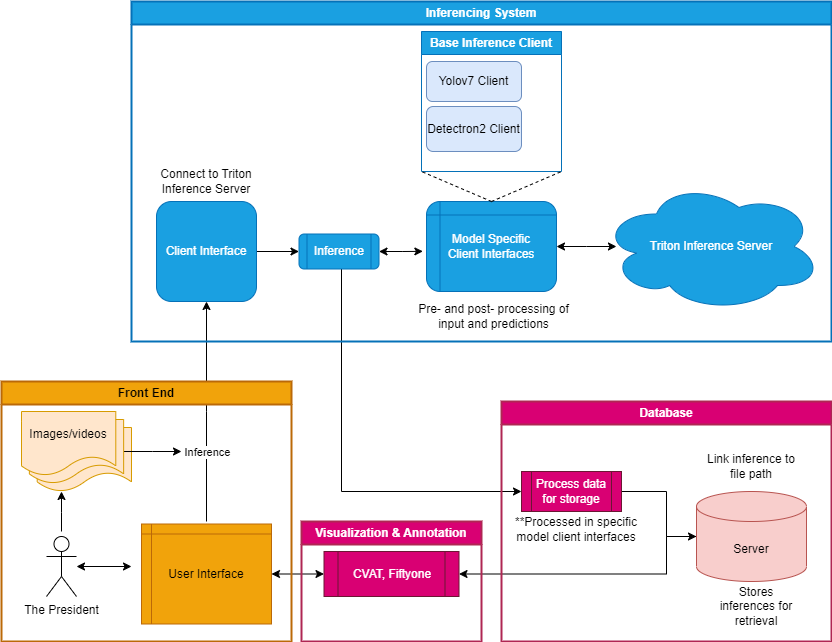 Inferencing System
Base Inference Client
Yolov7 Client
Detectron2 Client
Connect to Triton
Inference Server
Client Interface
Inference
Model Specific
Client Interfaces
Triton Inference Server
Pre- and post- processing of
input and predictions
Front End
Images/videos
Inference
The President
User Interface
Visualization & Annotation
CVAT, Fiftyone
Database
Link inference to
file path
Process data
for storage
**Processed in specific
model client interfaces
Server
Stores
inferences for
retrieval